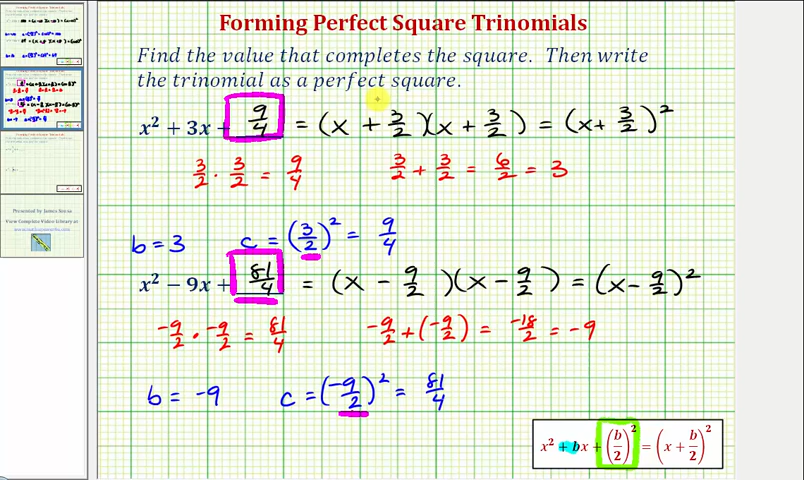 Forming Perfect Square Trinomials
Find the value that completes the square. Then write
the trinomial as a perfect square.
x² + 3x + 9/4 = (x + 3/2)(x + 3/2) = (x + 3/2)²
3/2 · 3/2 = 9/4    3/2 + 3/2 = 6/2 = 3
b = 3    c = (3/2)² = 9/4
x² − 9x + 81/4 = (x − 9/2)(x − 9/2) = (x − 9/2)²
−9/2 · −9/2 = 81/4    −9/2 + (−9/2) = −18/2 = −9
b = −9    c = (−9/2)² = 81/4
x² + bx + (b/2)² = (x + b/2)²
Presented by James Sousa